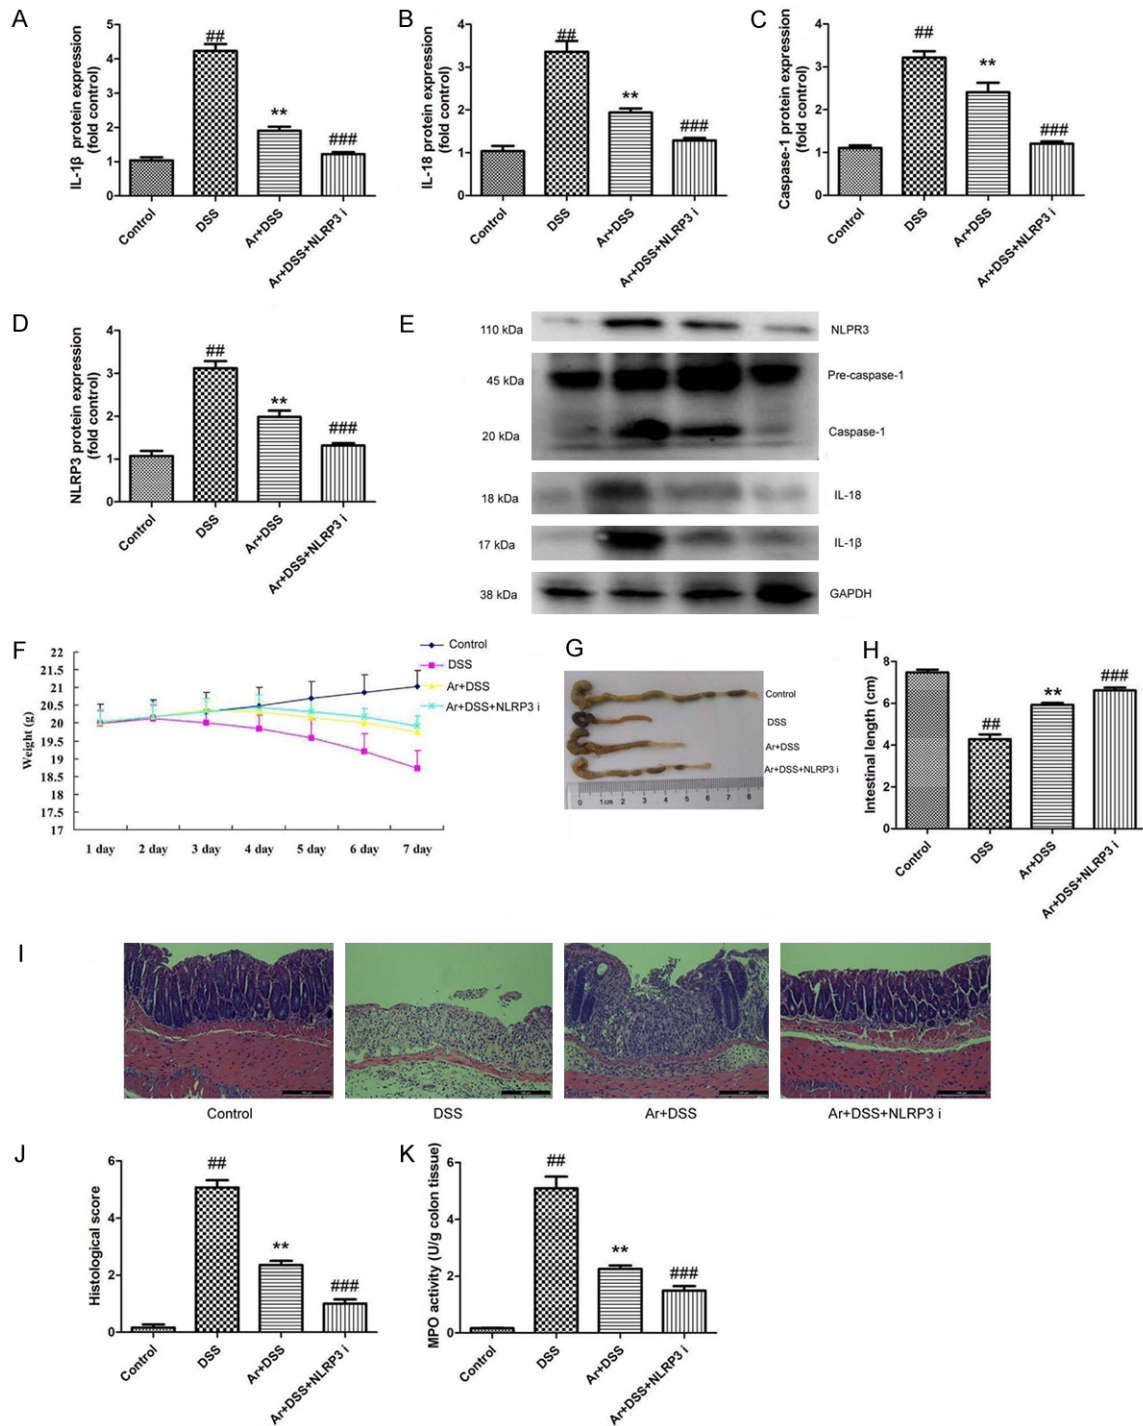 A
IL-1β protein expression
(fold control)
5
4
3
2
1
0
##
**
###
Control
DSS
Ar+DSS
Ar+DSS+NLRP3 i
B
IL-18 protein expression
(fold control)
4
3
2
1
0
##
**
###
Control
DSS
Ar+DSS
Ar+DSS+NLRP3 i
C
Caspase-1 protein expression
(fold control)
4
3
2
1
0
##
**
###
Control
DSS
Ar+DSS
Ar+DSS+NLRP3 i
D
NLRP3 protein expression
(fold control)
4
3
2
1
0
##
**
###
Control
DSS
Ar+DSS
Ar+DSS+NLRP3 i
E
110 kDa
NLPR3
45 kDa
Pre-caspase-1
20 kDa
Caspase-1
18 kDa
IL-18
17 kDa
IL-1β
38 kDa
GAPDH
F
Weight (g)
22
21.5
21
20.5
20
19.5
19
18.5
18
17.5
17
1 day 2 day 3 day 4 day 5 day 6 day 7 day
Control
DSS
Ar+DSS
Ar+DSS+NLRP3 i
G
Control
DSS
Ar+DSS
Ar+DSS+NLRP3 i
0 1cm 2 3 4 5 6 7 8
H
Intestinal length (cm)
8
6
4
2
0
##
**
###
Control
DSS
Ar+DSS
Ar+DSS+NLRP3 i
I
Control
DSS
Ar+DSS
Ar+DSS+NLRP3 i
J
Histological score
6
4
2
0
##
**
###
Control
DSS
Ar+DSS
Ar+DSS+NLRP3 i
K
MPO activity (U/g colon tissue)
6
4
2
0
##
**
###
Control
DSS
Ar+DSS
Ar+DSS+NLRP3 i